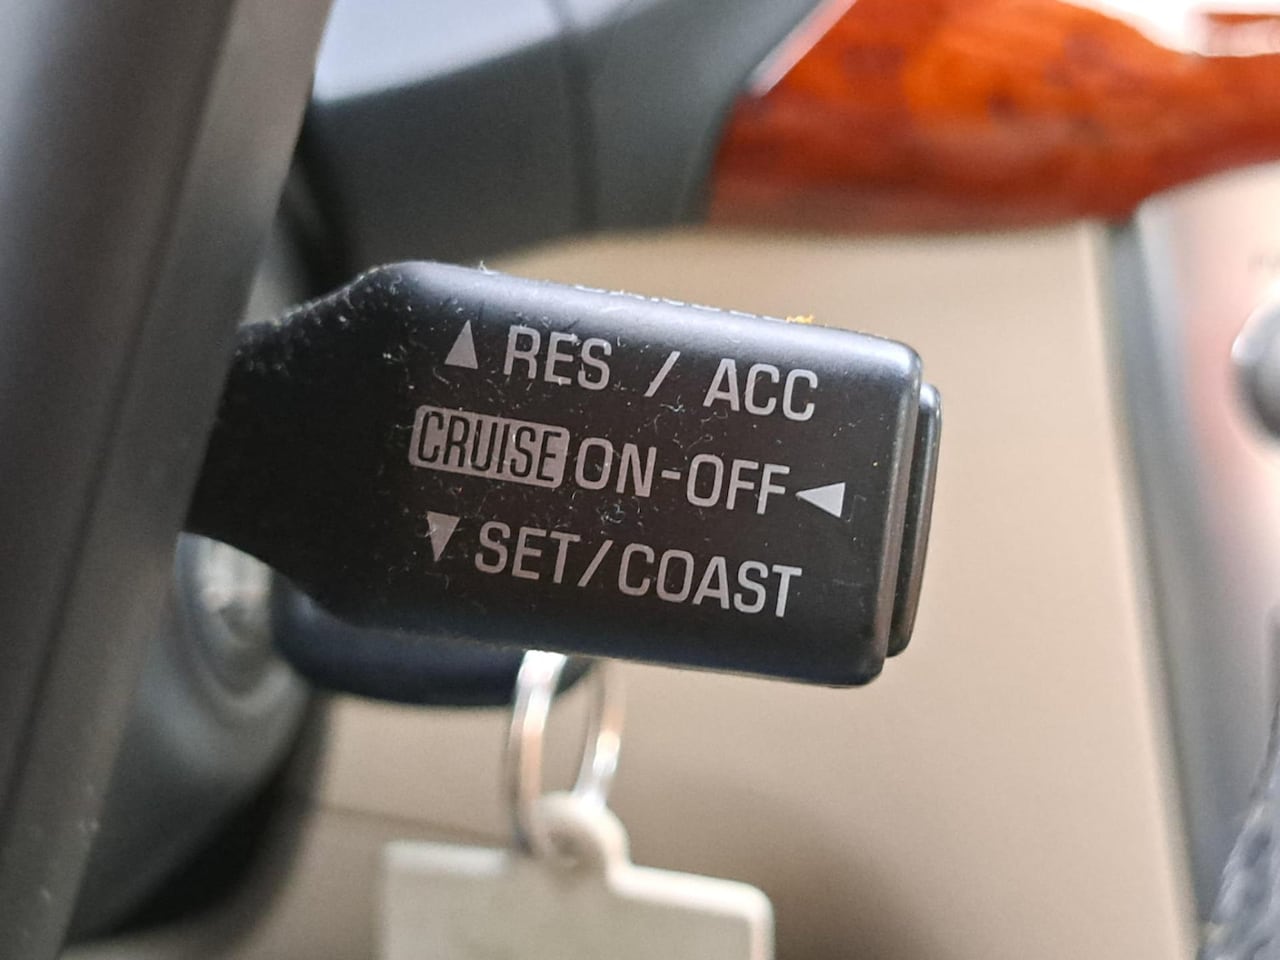 ▲ RES / ACC
CRUISE ON-OFF ◀
▼ SET/COAST